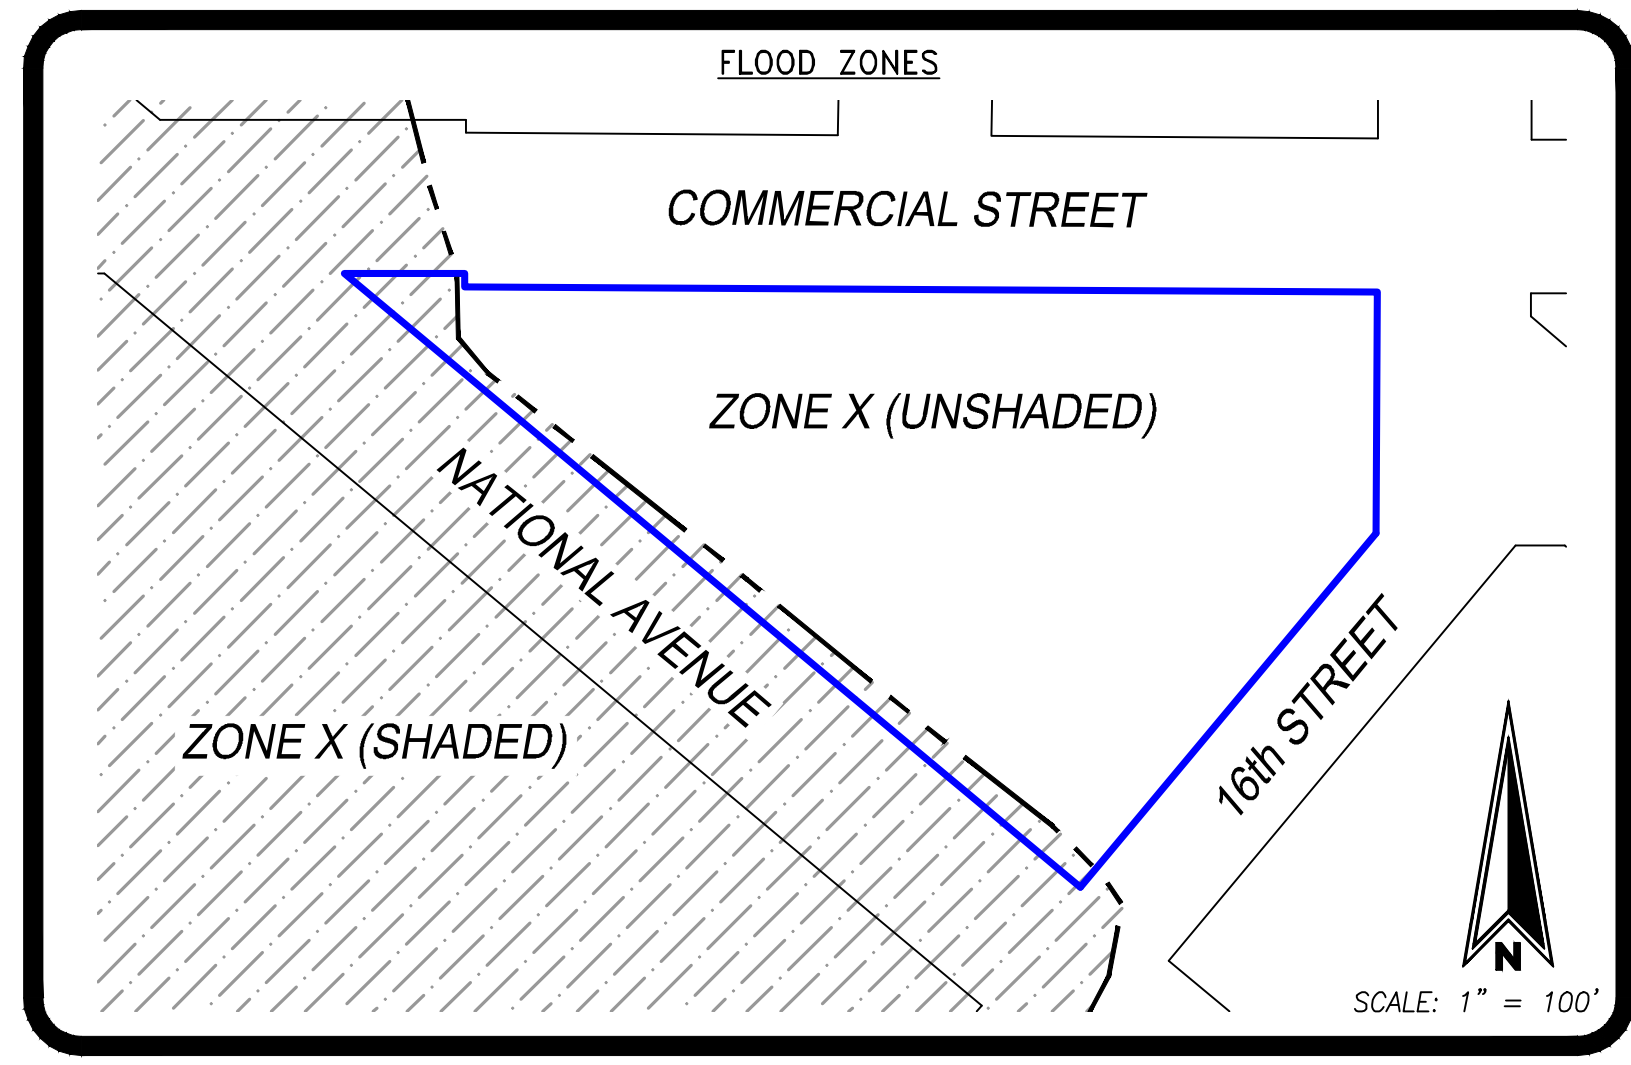 FLOOD ZONES
COMMERCIAL STREET
ZONE X (UNSHADED)
NATIONAL AVENUE
ZONE X (SHADED)
16th STREET
N
SCALE: 1" = 100'